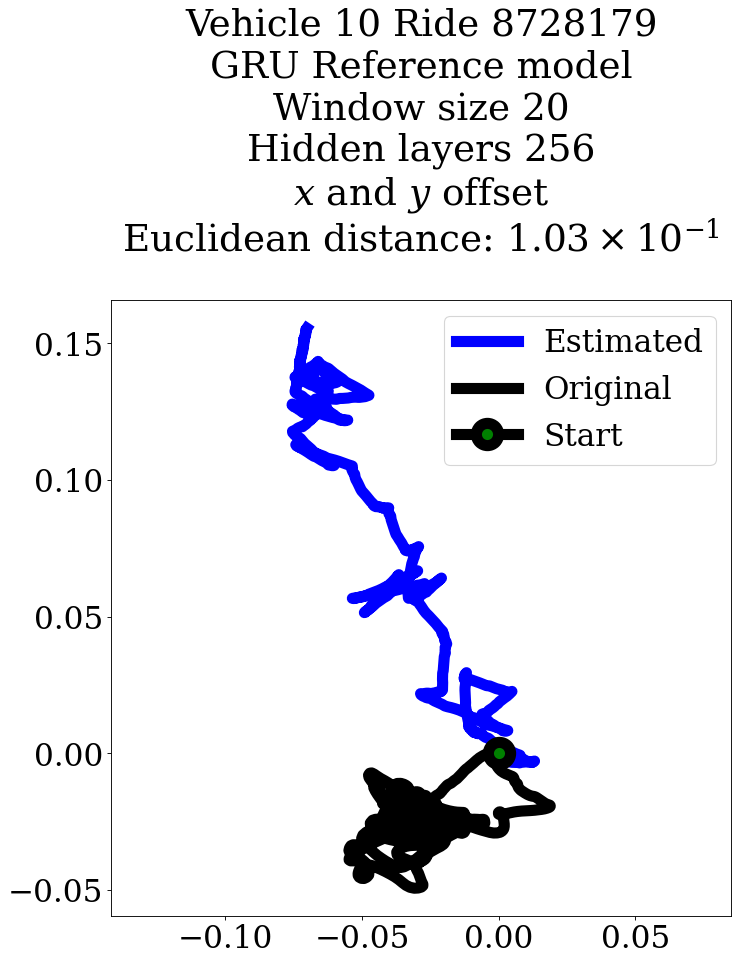 Vehicle 10 Ride 8728179
GRU Reference model
Window size 20
Hidden layers 256
x and y offset
Euclidean distance: 1.03 × 10⁻¹
Estimated
Original
Start
0.15
0.10
0.05
0.00
−0.05
−0.10
−0.05
0.00
0.05